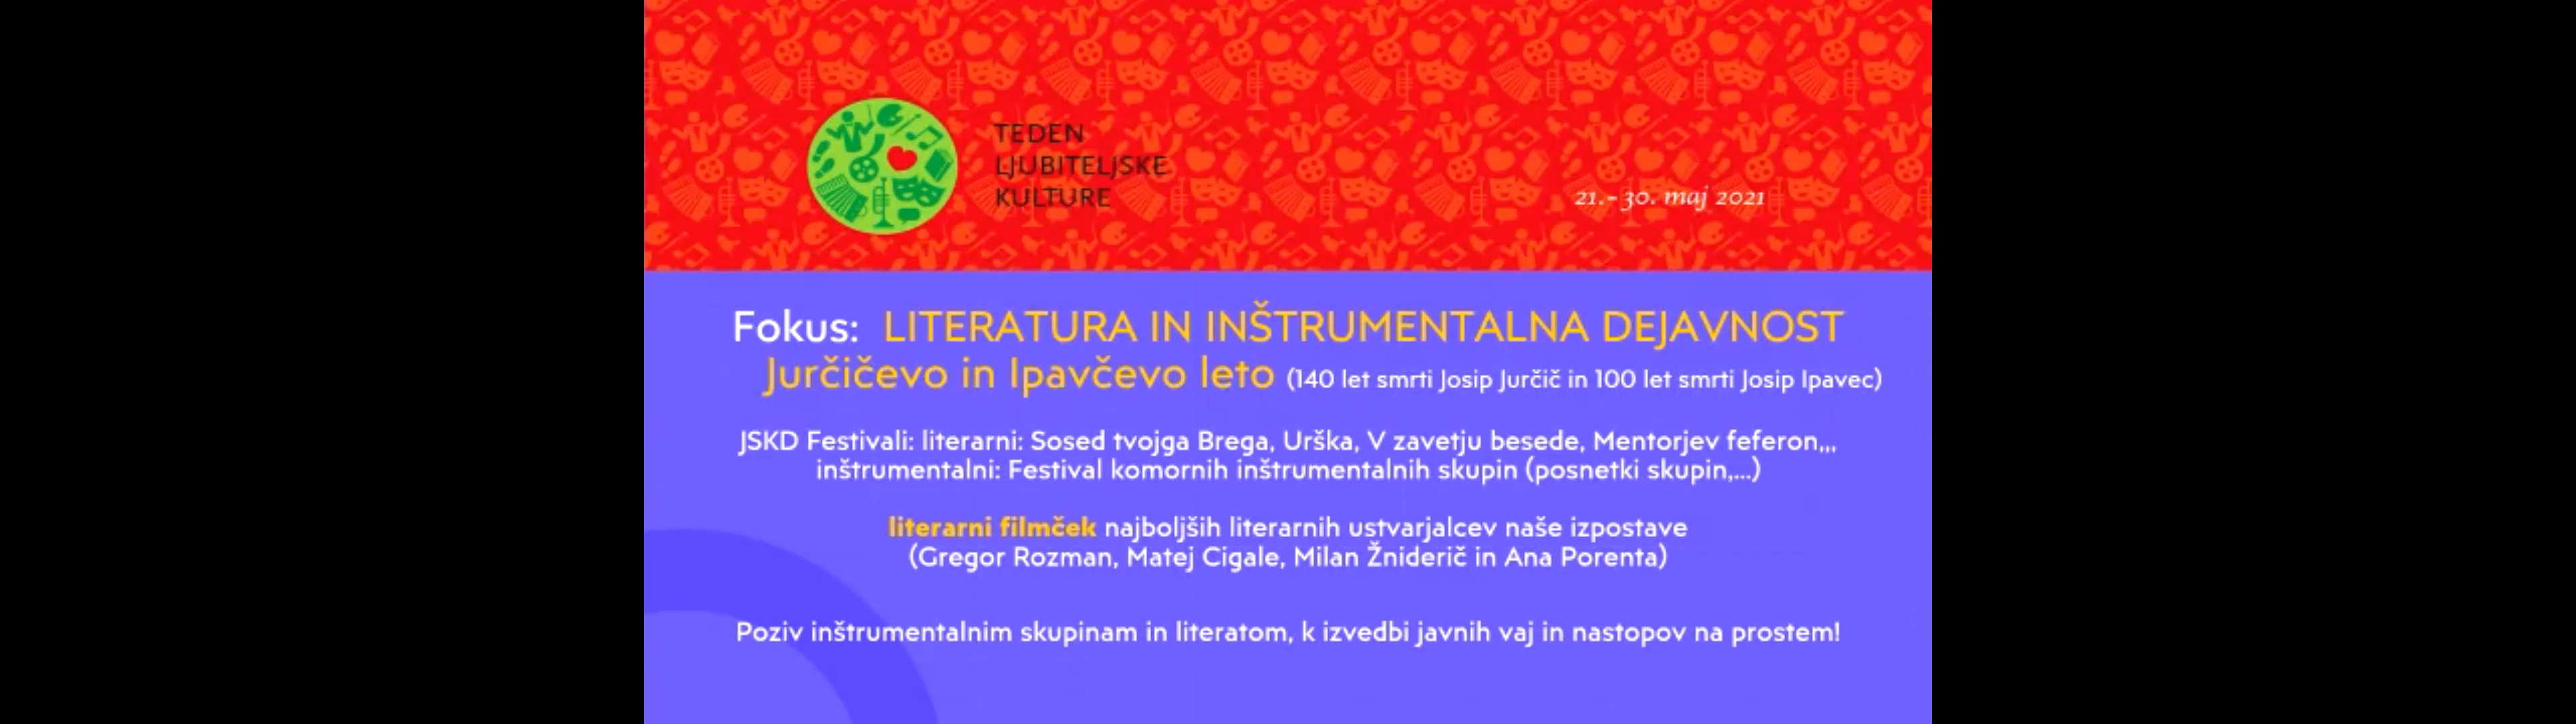 TEDEN
LJUBITELJSKE
KULTURE
21.-30. maj 2021
Fokus: LITERATURA IN INŠTRUMENTALNA DEJAVNOST
Jurčičevo in Ipavčevo leto (140 let smrti Josip Jurčič in 100 let smrti Josip Ipavec)
JSKD Festivali: literarni: Sosed tvojga Brega, Urška, V zavetju besede, Mentorjev feferon,,,
inštrumentalni: Festival komornih inštrumentalnih skupin (posnetki skupin,...)
literarni filmček najboljših literarnih ustvarjalcev naše izpostave
(Gregor Rozman, Matej Cigale, Milan Žniderič in Ana Porenta)
Poziv inštrumentalnim skupinam in literatom, k izvedbi javnih vaj in nastopov na prostem!